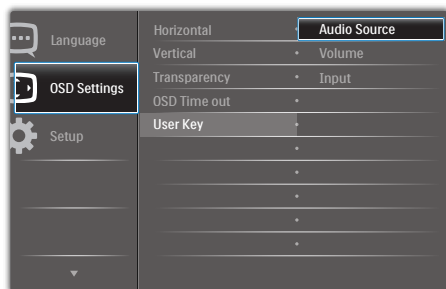 Language
OSD Settings
Setup
Horizontal
Vertical
Transparency
OSD Time out
User Key
Audio Source
Volume
Input